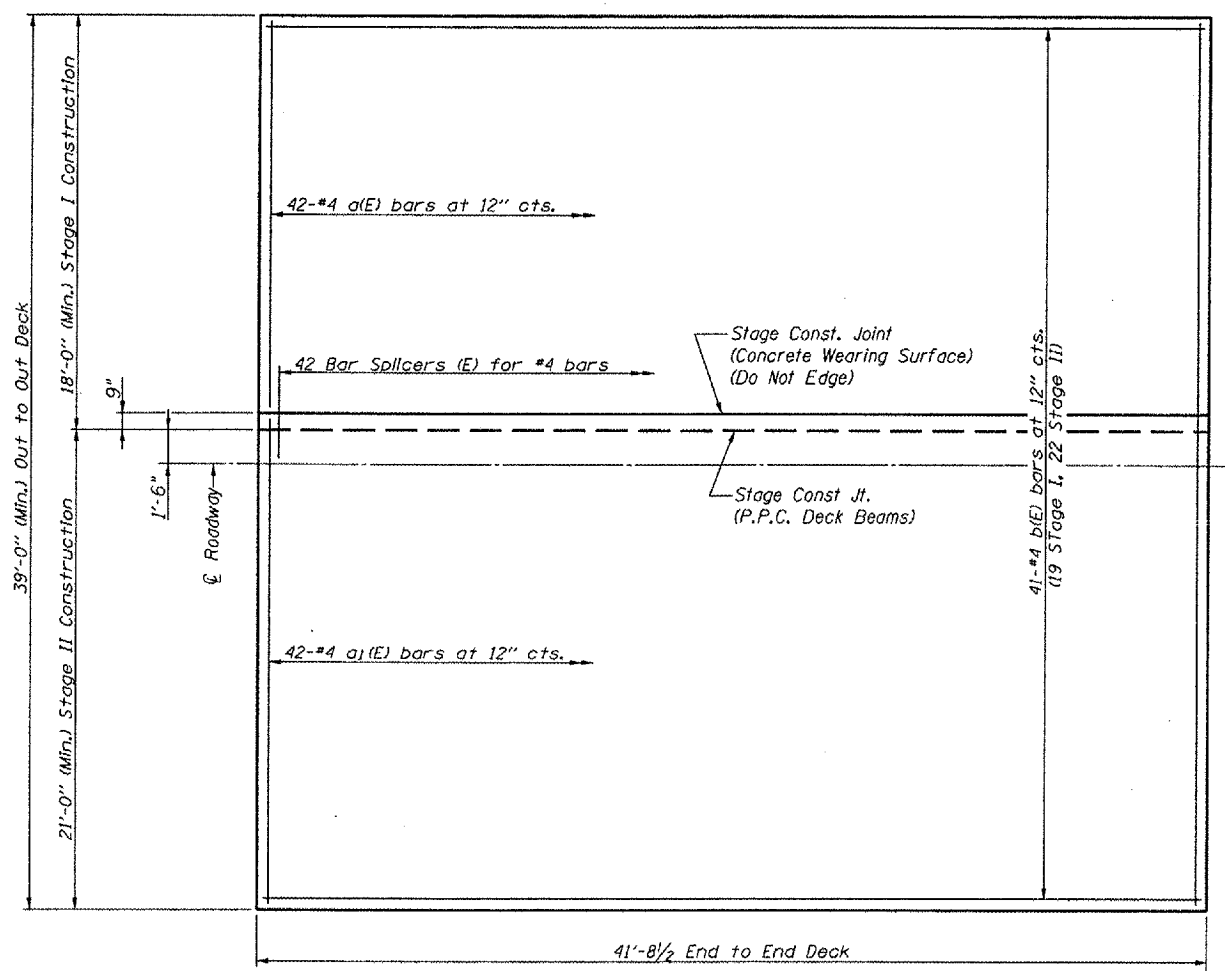 39'-0" (Min.) Out to Out Deck
18'-0" (Min.) Stage I Construction
21'-0" (Min.) Stage II Construction
9"
1'-6"
℄ Roadway
42-#4 a(E) bars at 12" cts.
42 Bar Splicers (E) for #4 bars
Stage Const. Joint
(Concrete Wearing Surface)
(Do Not Edge)
Stage Const Jt.
(P.P.C. Deck Beams)
41-#4 b(E) bars at 12" cts.
(19 STage I, 22 Stage II)
42-#4 a1(E) bars at 12" cts.
41'-8½ End to End Deck